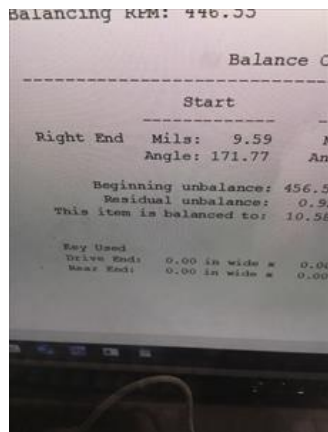 Balancing RPM: 446.55
Balance C
Start
Right End Mils: 9.59
Angle: 171.77 An
Beginning unbalance: 456.5
Residual unbalance: 0.9
This item is balanced to: 10.58
Key Used
Drive End: 0.00 in wide × 0.00
Rear End: 0.00 in wide × 0.00